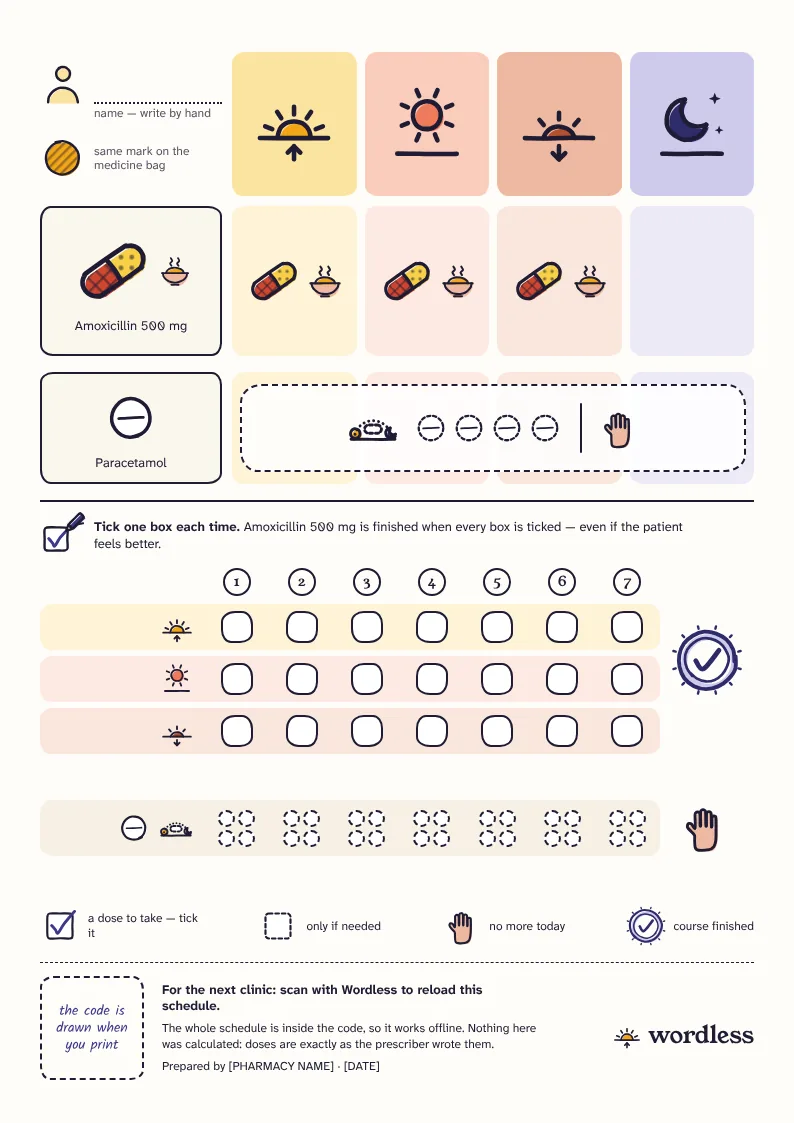 name — write by hand
same mark on the
medicine bag
Amoxicillin 500 mg
Paracetamol
Tick one box each time. Amoxicillin 500 mg is finished when every box is ticked — even if the patient
feels better.
1 2 3 4 5 6 7
a dose to take — tick
it
only if needed
no more today
course finished
the code is
drawn when
you print
For the next clinic: scan with Wordless to reload this
schedule.
The whole schedule is inside the code, so it works offline. Nothing here
was calculated; doses are exactly as the prescriber wrote them.
Prepared by [PHARMACY NAME] · [DATE]
wordless